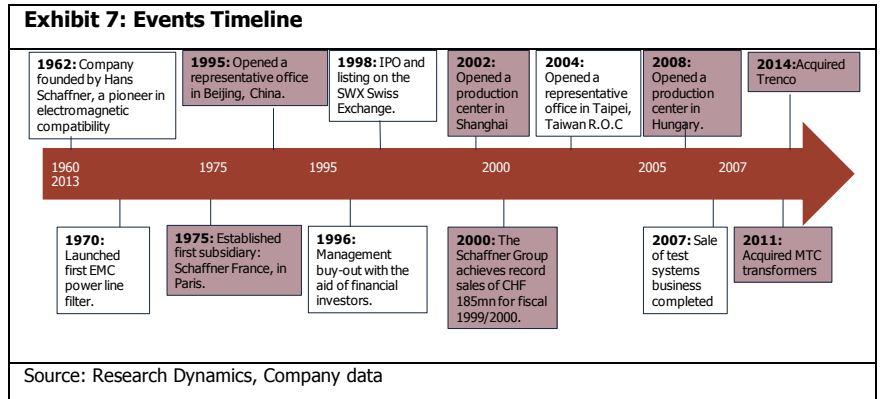 Exhibit 7: Events Timeline
1962: Company
founded by Hans
Schaffner, a pioneer in
electromagnetic
compatibility
1995: Opened a
representative office
in Beijing, China.
1998: IPO and
listing on the
SWX Swiss
Exchange.
2002:
Opened a
production
center in
Shanghai
2004:
Opened a
representative
office in Taipei,
Taiwan R.O.C
2008:
Opened a
production
center in
Hungary.
2014:Acquired
Trenco
1960 1975 1995 2000 2005 2007
2013
1970:
Launched
first EMC
power line
filter.
1975: Established
first subsidiary:
Schaffner France, in
Paris.
1996:
Management
buy-out with the
aid of financial
investors.
2000: The
Schaffner Group
achieves record
sales of CHF
185mn for fiscal
1999/2000.
2007: Sale
of test
systems
business
completed
2011:
Acquired MTC
transformers
Source: Research Dynamics, Company data